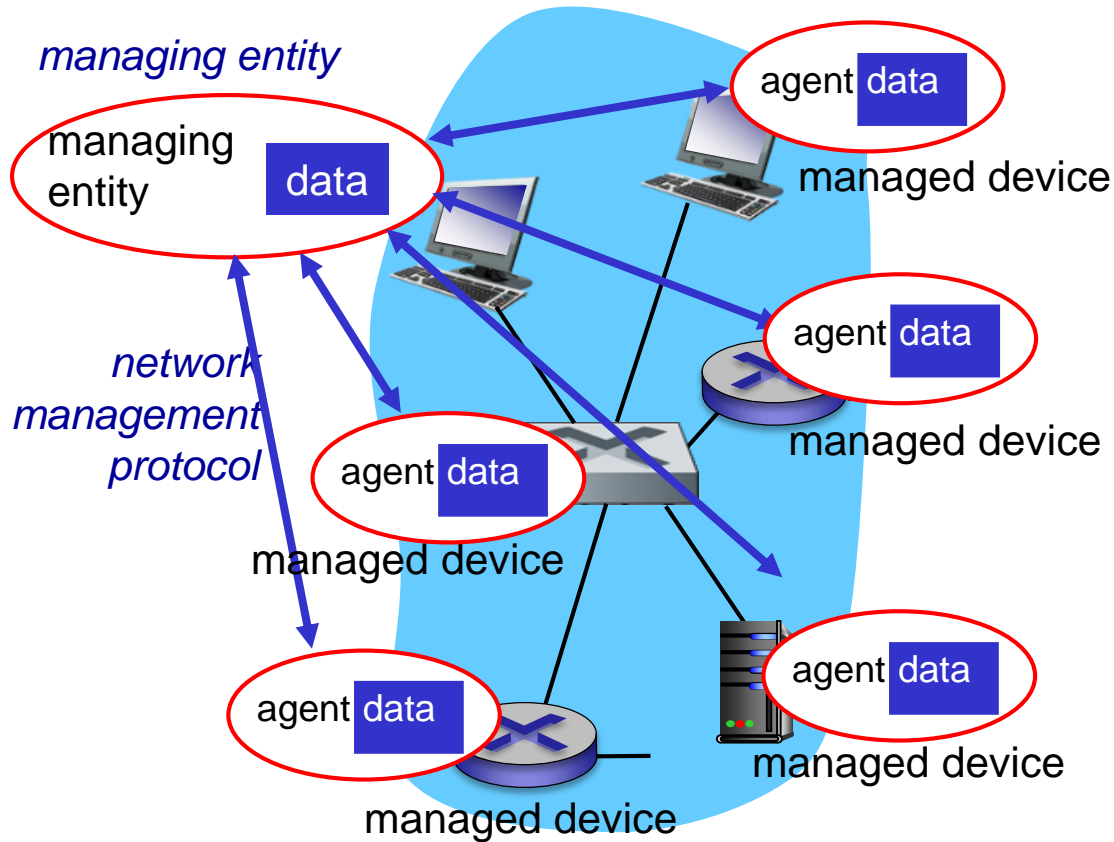 managing entity
managing
entity
data
agent data
managed device
agent data
managed device
network
management
protocol
agent data
managed device
agent data
managed device
agent data
managed device